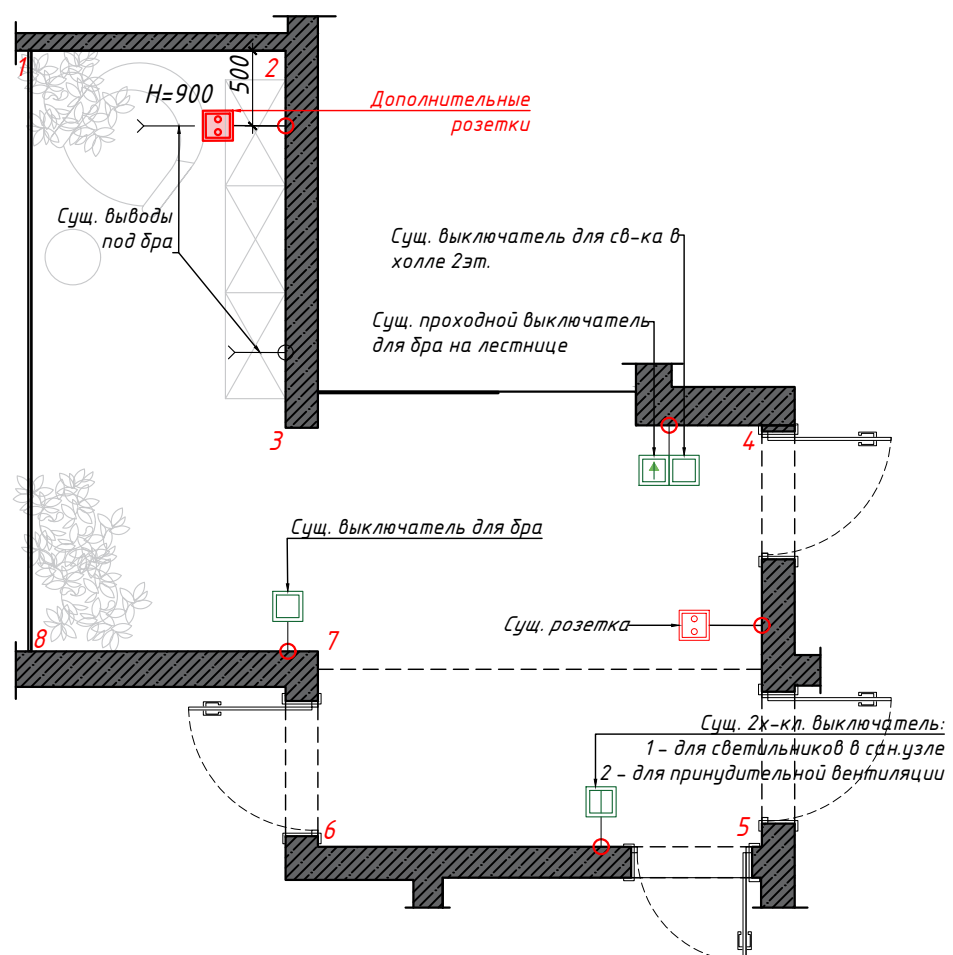 1
2
H=900
500
Дополнительные
розетки
Сущ. выводы
под бра
Сущ. выключатель для св-ка в
холле 2эт.
Сущ. проходной выключатель
для бра на лестнице
3
4
Сущ. выключатель для бра
8
7
Сущ. розетка
Сущ. 2х-кл. выключатель:
1 - для светильников в сан.узле
2 - для принудительной вентиляции
6
5